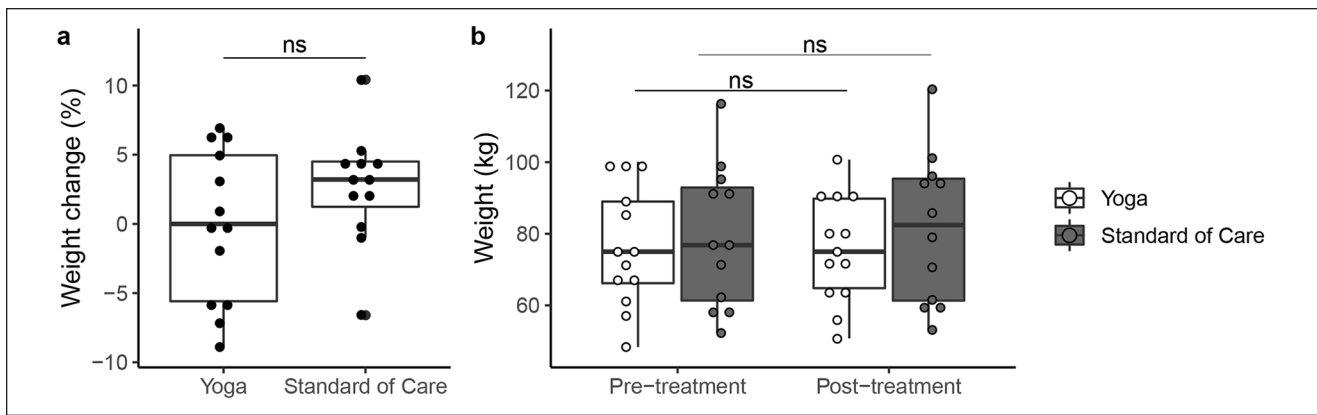 a
ns
Weight change (%)
10
5
0
−5
−10
Yoga
Standard of Care
b
ns
ns
Weight (kg)
120
100
80
60
Pre−treatment
Post−treatment
Yoga
Standard of Care